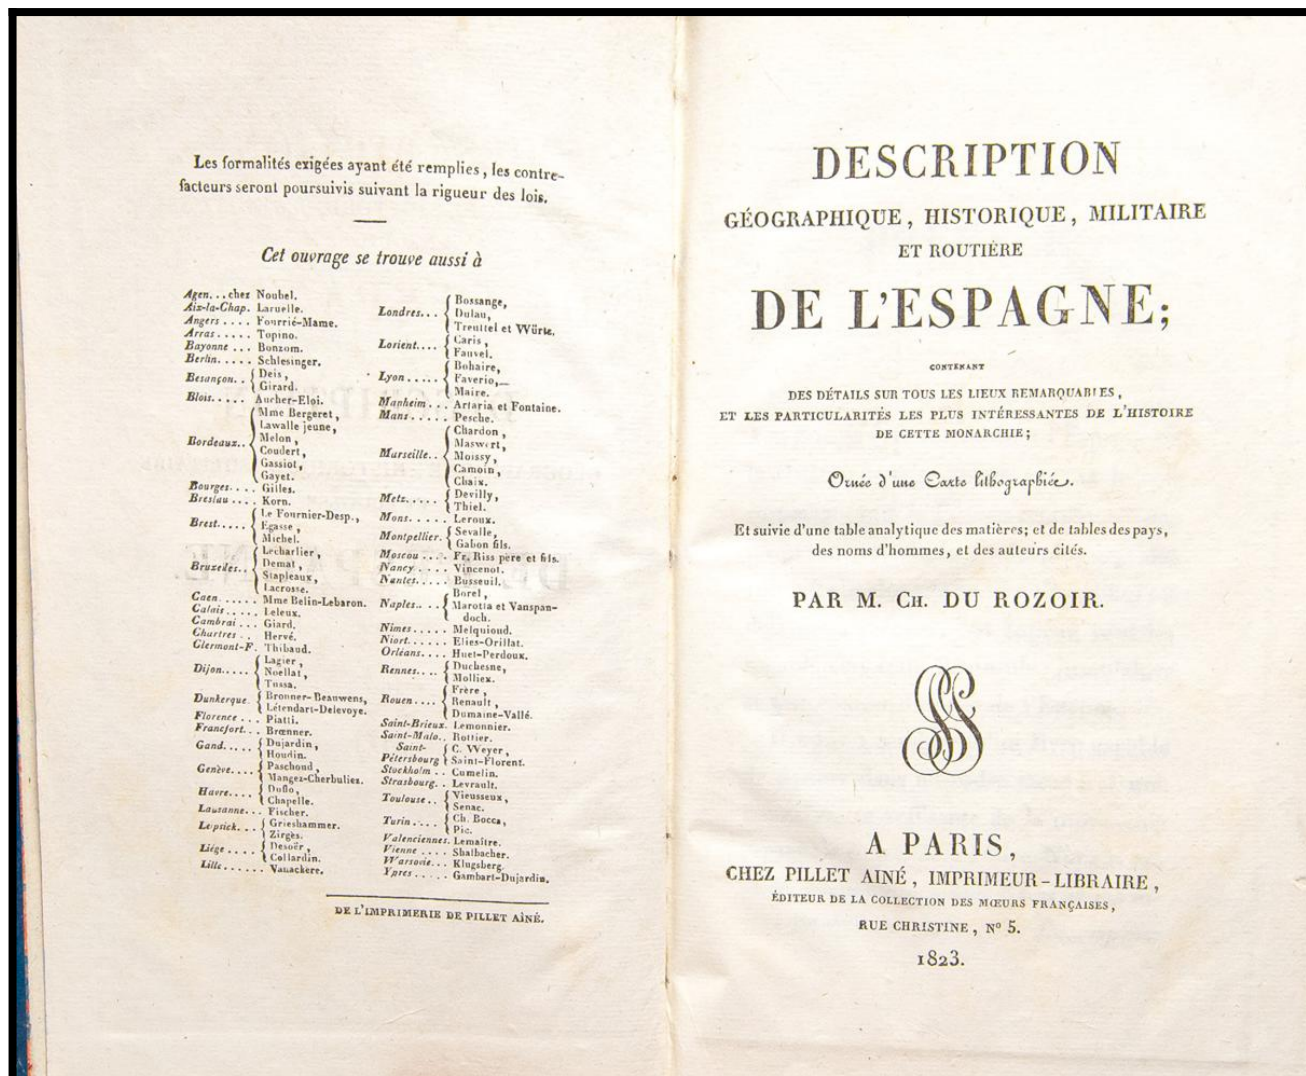 Les formalités exigées ayant été remplies, les contre-
facteurs seront poursuivis suivant la rigueur des lois.
Cet ouvrage se trouve aussi à
Agen...chez Noubel.
Aix-la-Chap. Laruelle.
Angers.... Fourrié-Mame.
Arras..... Topino.
Bayonne... Bonzom.
Berlin..... Schlesinger.
Besançon.. { Deis,
Girard.
Blois..... Aucher-Eloi.
Bordeaux.. { Mme Bergeret,
Lawalle jeune,
Melon,
Coudert,
Gassiot,
Gayet.
Bourges.... Gilles.
Breslau.... Korn.
Brest..... { Le Fournier-Desp.,
Egasse,
Michel.
Bruxelles.. { Lecharlier,
Demat,
Stapleaux,
Lacrosse.
Caen...... Mme Belin-Lebaron.
Calais..... Leleux.
Cambrai... Giard.
Chartres.. Hervé.
Clermont-F. Thibaud.
Dijon..... { Lagier,
Noellat,
Tussa.
Dunkerque. { Bronner-Beauwens,
Létendart-Delevoye.
Florence... Piatti.
Francfort.. Brœnner.
Gand..... { Dujardin,
Houdin.
Genève.... { Paschoud,
Mangez-Cherbuliez.
Havre.... { Duflo,
Chapelle.
Lausanne... Fischer.
Lepsick... { Grieshammer.
Zirgès.
Liége.... { Desoër,
Collardin.
Lille...... Vanackere.
Londres... { Bossange,
Dulau,
Treuttel et Würtz.
Lorient.... { Caris,
Fauvel.
Lyon..... { Bohaire,
Faverio,
Maire.
Manheim... Artaria et Fontaine.
Mans..... Pesche.
Marseille.. { Chardon,
Maswert,
Moissy,
Camoin,
Chaix.
Metz..... { Devilly,
Thiel.
Mons..... Leroux.
Montpellier. { Sevalle,
Gabon fils.
Moscou.... Fr. Riss père et fils.
Nancy.... Vincenot.
Nantes..... Busseuil.
Naples... { Borel,
Marotta et Vanspan-
doch.
Nimes..... Melquioud.
Niort...... Elies-Orillat.
Orléans.... Huet-Perdoux.
Rennes.... { Duchesne,
Molliex.
Rouen.... { Frère,
Renault,
Dumaine-Vallé.
Saint-Brieux. Lemonnier.
Saint-Malo.. Rottier.
Saint-
Pétersbourg { C. Weyer,
Saint-Florent.
Stockholm.. Cumelin.
Strasbourg.. Levrault.
Toulouse.. { Vieusseux,
Senac.
Turin.... { Ch. Bocca,
Pic.
Valenciennes. Lemaître.
Vienne.... Shalbacher.
Warsovie... Klugsberg.
Ypres..... Gambart-Dujardin.
DE L'IMPRIMERIE DE PILLET AÎNÉ.
DESCRIPTION
GÉOGRAPHIQUE, HISTORIQUE, MILITAIRE
ET ROUTIÈRE
DE L'ESPAGNE;
CONTENANT
DES DÉTAILS SUR TOUS LES LIEUX REMARQUABLES,
ET LES PARTICULARITÉS LES PLUS INTÉRESSANTES DE L'HISTOIRE
DE CETTE MONARCHIE;
Ornée d'une Carte lithographiée.
Et suivie d'une table analytique des matières; et de tables des pays,
des noms d'hommes, et des auteurs cités.
PAR M. CH. DU ROZOIR.
A PARIS,
CHEZ PILLET AINÉ, IMPRIMEUR-LIBRAIRE,
ÉDITEUR DE LA COLLECTION DES MŒURS FRANÇAISES,
RUE CHRISTINE, Nº 5.
1823.